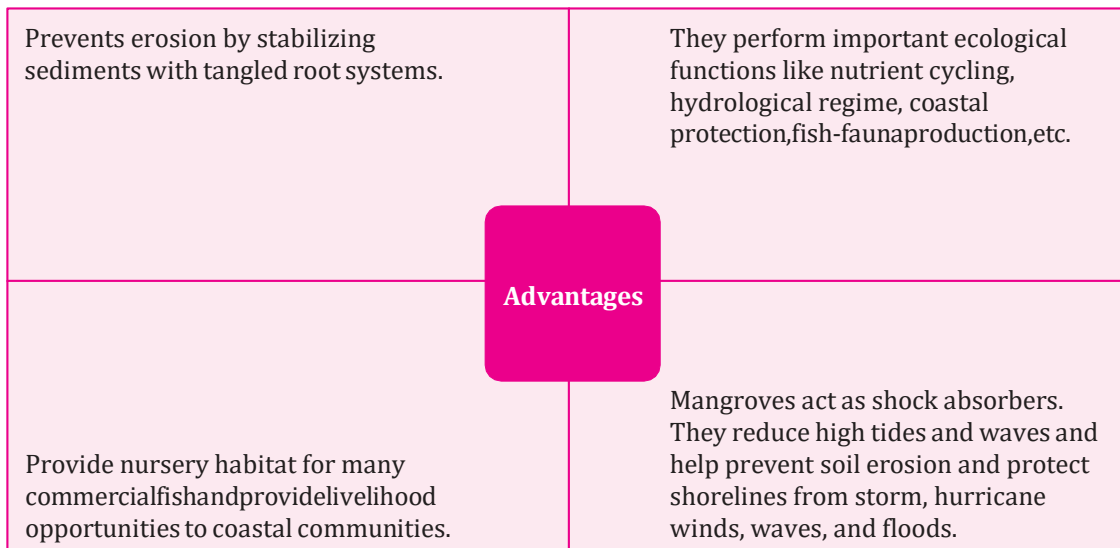 Prevents erosion by stabilizing
sediments with tangled root systems.
They perform important ecological
functions like nutrient cycling,
hydrological regime, coastal
protection,fish-faunaproduction,etc.
Advantages
Provide nursery habitat for many
commercialfishandprovidelivelihood
opportunities to coastal communities.
Mangroves act as shock absorbers.
They reduce high tides and waves and
help prevent soil erosion and protect
shorelines from storm, hurricane
winds, waves, and floods.